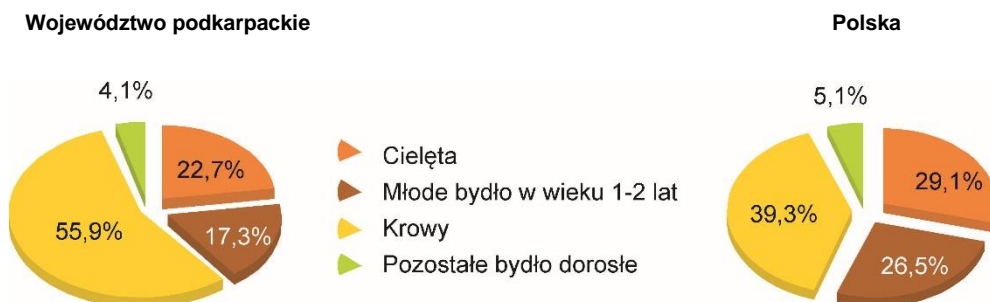 Województwo podkarpackie
Polska
4,1%
22,7%
17,3%
55,9%
Cielęta
Młode bydło w wieku 1-2 lat
Krowy
Pozostałe bydło dorosłe
5,1%
29,1%
39,3%
26,5%